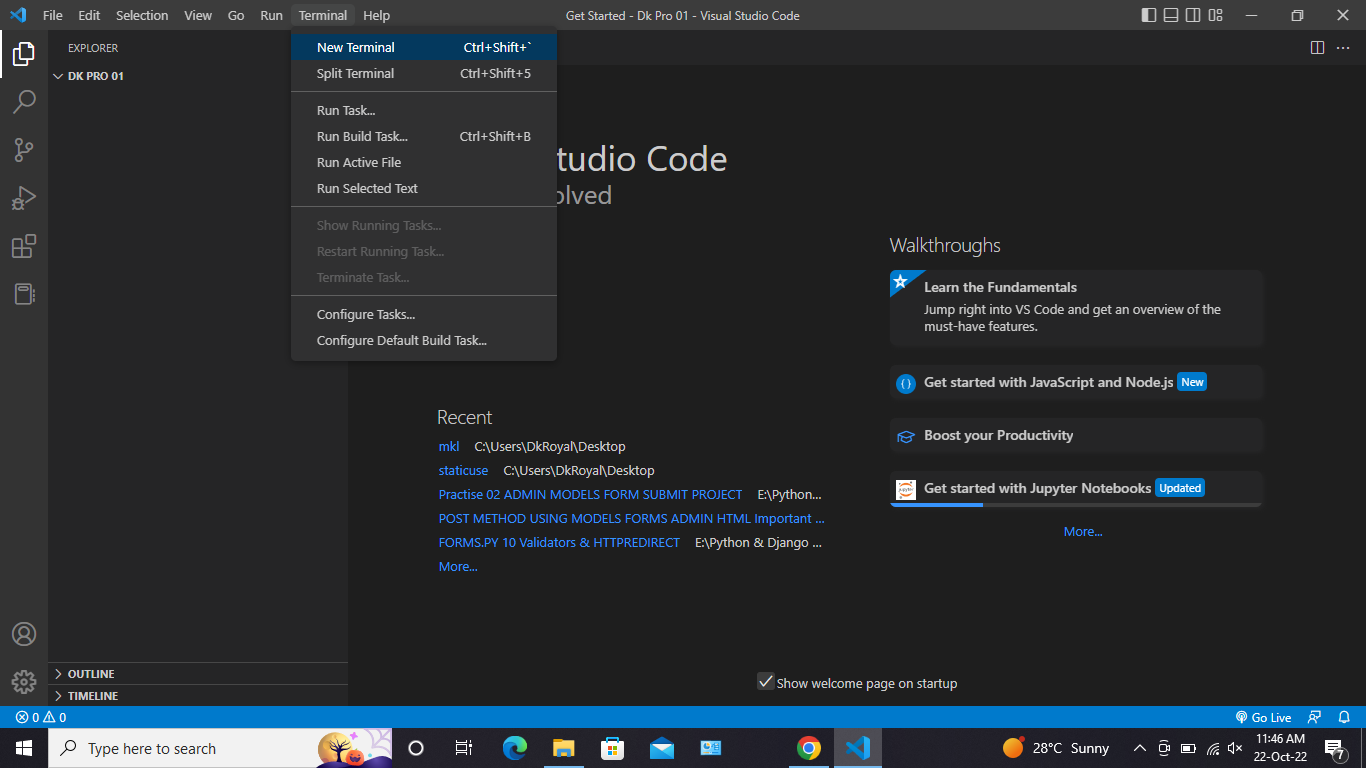 File Edit Selection View Go Run Terminal Help
Get Started - Dk Pro 01 - Visual Studio Code
EXPLORER
DK PRO 01
New Terminal Ctrl+Shift+`
Split Terminal Ctrl+Shift+5
Run Task...
Run Build Task... Ctrl+Shift+B
Run Active File
Run Selected Text
Show Running Tasks...
Restart Running Task...
Terminate Task...
Configure Tasks...
Configure Default Build Task...
tudio Code
olved
Recent
mkl C:\Users\DkRoyal\Desktop
staticuse C:\Users\DkRoyal\Desktop
Practise 02 ADMIN MODELS FORM SUBMIT PROJECT E:\Python...
POST METHOD USING MODELS FORMS ADMIN HTML Important ...
FORMS.PY 10 Validators & HTTPREDIRECT E:\Python & Django ...
More...
Walkthroughs
Learn the Fundamentals
Jump right into VS Code and get an overview of the
must-have features.
Get started with JavaScript and Node.js New
Boost your Productivity
Get started with Jupyter Notebooks Updated
More...
Show welcome page on startup
OUTLINE
TIMELINE
0 0
Go Live
Type here to search
28°C Sunny
11:46 AM
22-Oct-22
7